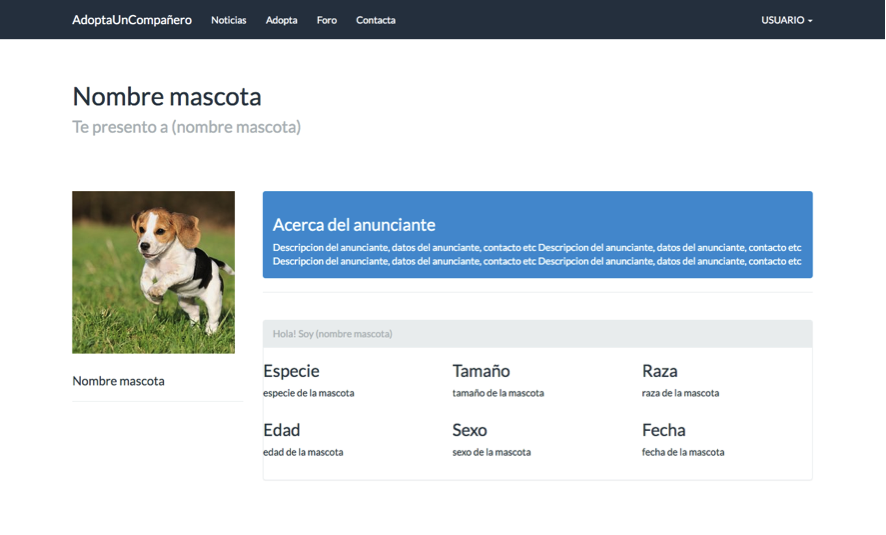 AdoptaUnCompañero Noticias Adopta Foro Contacta USUARIO
Nombre mascota
Te presento a (nombre mascota)
Acerca del anunciante
Descripcion del anunciante, datos del anunciante, contacto etc Descripcion del anunciante, datos del anunciante, contacto etc
Descripcion del anunciante, datos del anunciante, contacto etc Descripcion del anunciante, datos del anunciante, contacto etc
Nombre mascota
Hola! Soy (nombre mascota)
Especie Tamaño Raza
especie de la mascota tamaño de la mascota raza de la mascota
Edad Sexo Fecha
edad de la mascota sexo de la mascota fecha de la mascota